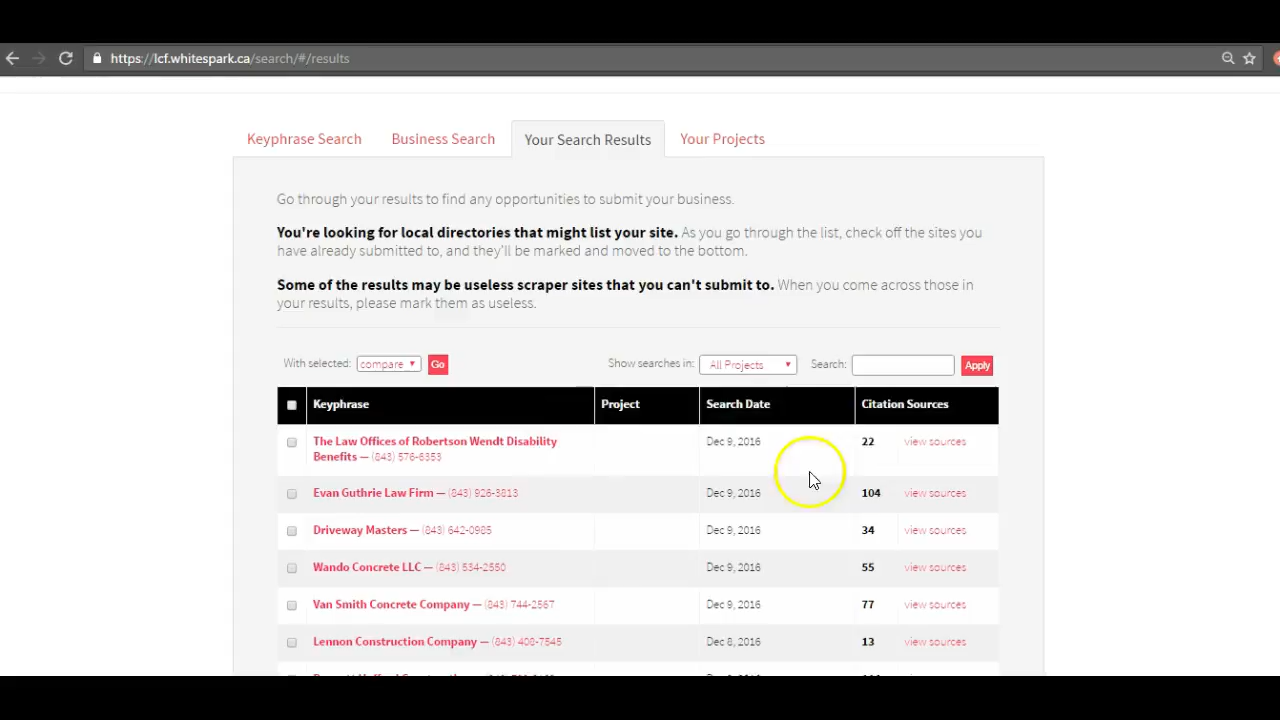 https://lcf.whitespark.ca/search/#/results
Keyphrase Search Business Search Your Search Results Your Projects
Go through your results to find any opportunities to submit your business.
You're looking for local directories that might list your site. As you go through the list, check off the sites you
have already submitted to, and they'll be marked and moved to the bottom.
Some of the results may be useless scraper sites that you can't submit to. When you come across those in
your results, please mark them as useless.
With selected: compare Go Show searches in: All Projects Search: Apply
Keyphrase Project Search Date Citation Sources
The Law Offices of Robertson Wendt Disability
Benefits — (843) 576-6353 Dec 9, 2016 22 view sources
Evan Guthrie Law Firm — (843) 926-3813 Dec 9, 2016 104 view sources
Driveway Masters — (843) 642-0985 Dec 9, 2016 34 view sources
Wando Concrete LLC — (843) 534-2550 Dec 9, 2016 55 view sources
Van Smith Concrete Company — (843) 744-2567 Dec 9, 2016 77 view sources
Lennon Construction Company — (843) 408-7545 Dec 8, 2016 13 view sources